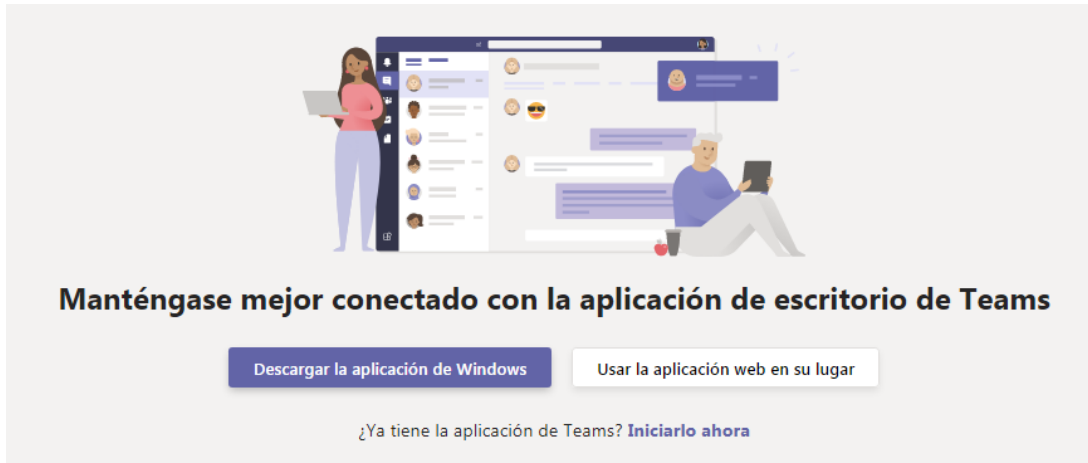 Manténgase mejor conectado con la aplicación de escritorio de Teams
Descargar la aplicación de Windows
Usar la aplicación web en su lugar
¿Ya tiene la aplicación de Teams? Iniciarlo ahora